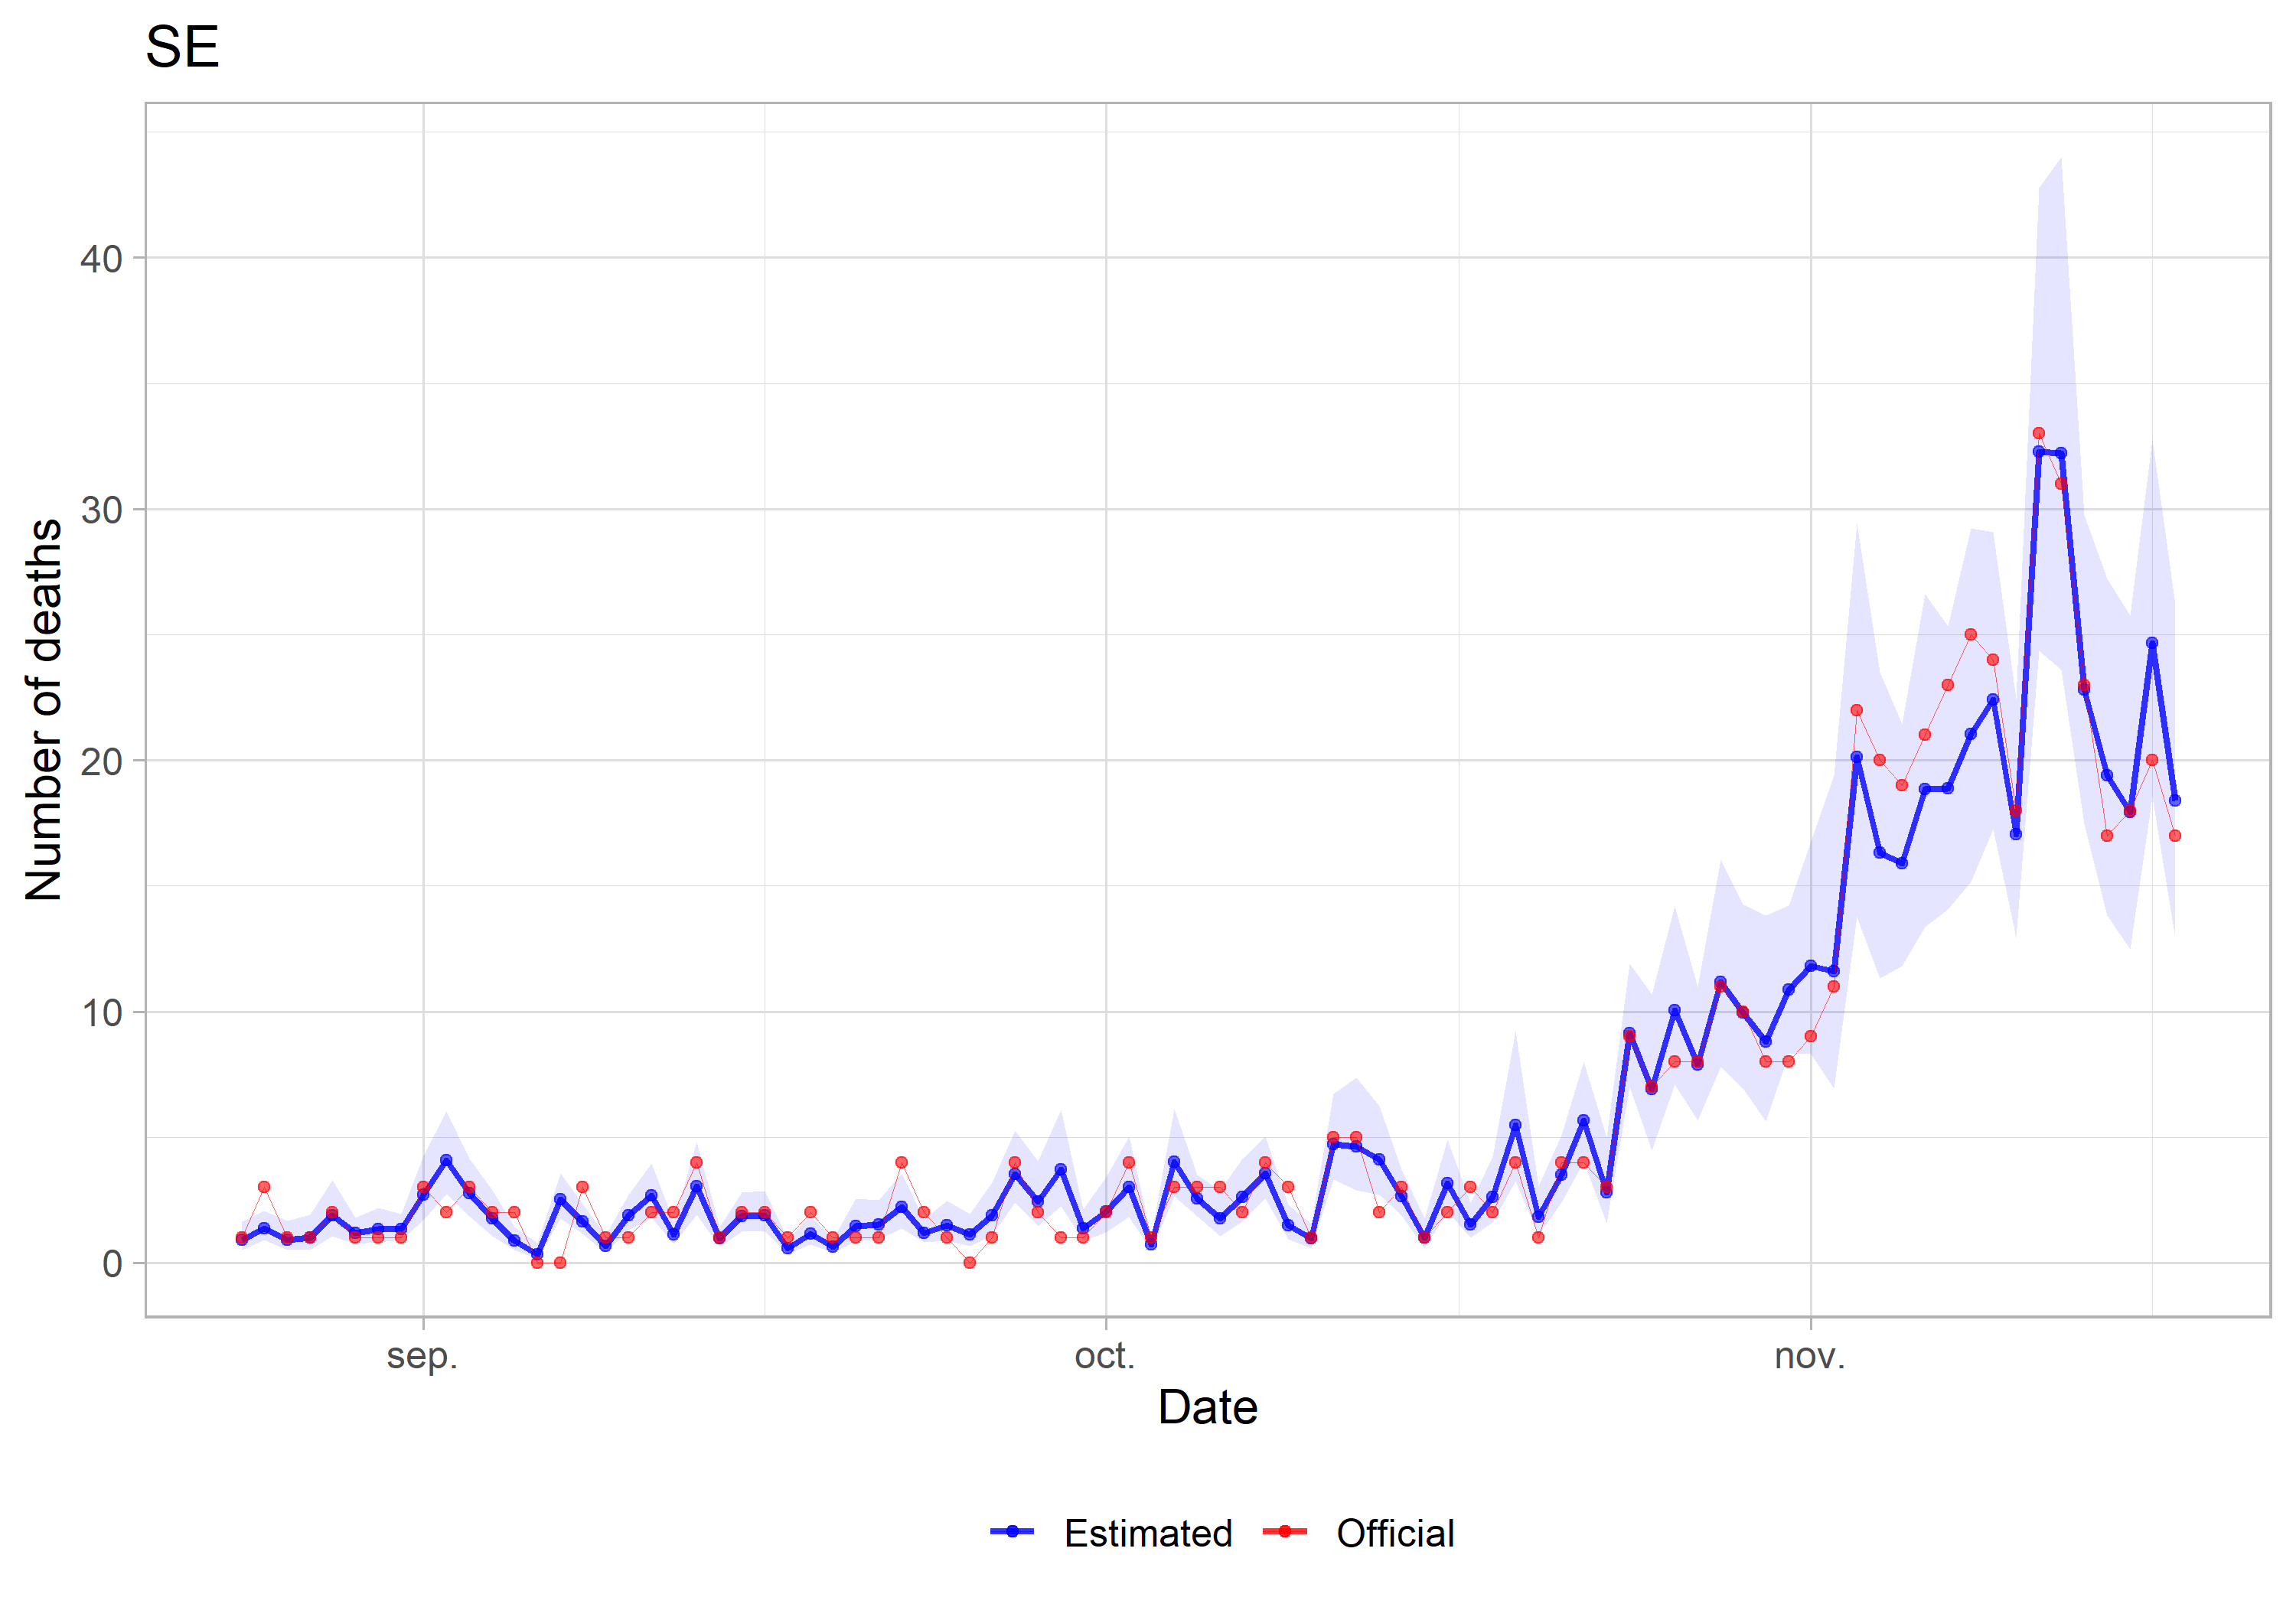 SE
Number of deaths
40
30
20
10
0
sep.
oct.
nov.
Date
Estimated
Official